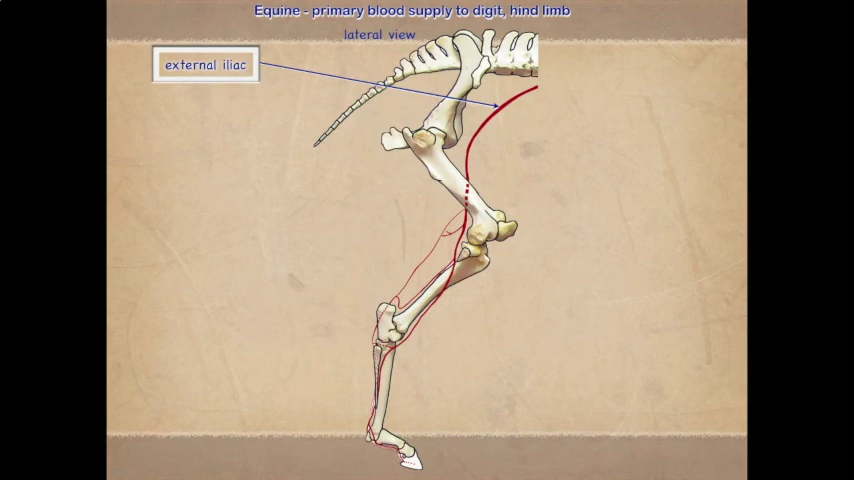 Equine - primary blood supply to digit, hind limb
lateral view
external iliac